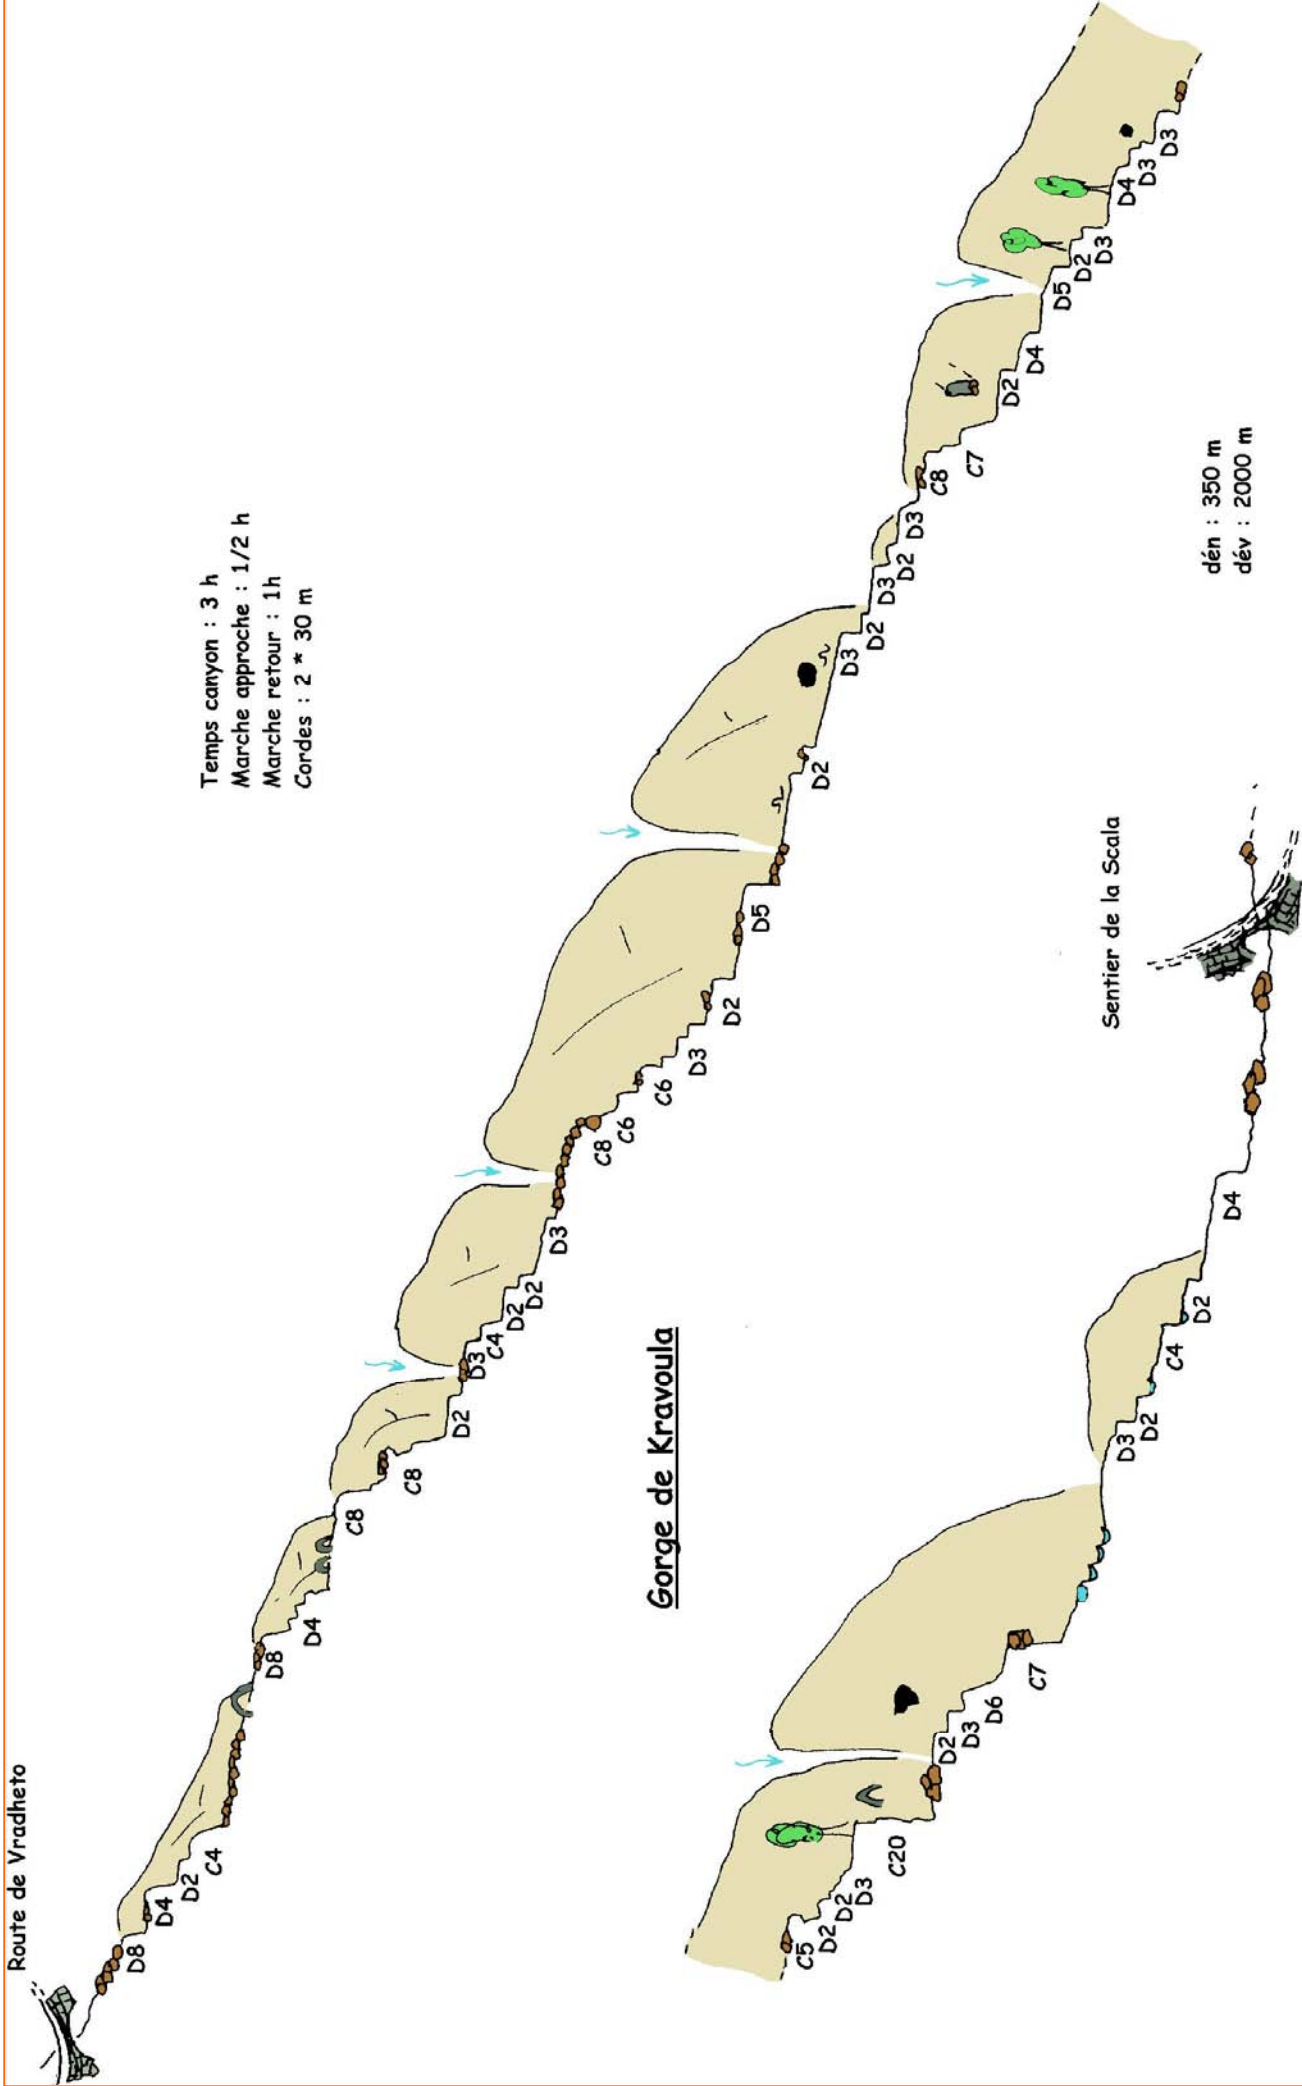 Route de Vradheto
Temps canyon : 3 h
Marche approche : 1/2 h
Marche retour : 1h
Cordes : 2 * 30 m
D8
D4
D2
C4
D8
D4
C8
C8
D2
D3
C4
D2
D2
D3
C8
C6
C6
D3
D2
D5
D2
D3
D2
D3
D2
D3
C8
C7
D2
D4
D5
D2
D3
D4
D3
D3
Gorge de Kravoula
dén : 350 m
dév : 2000 m
C5
D2
D2
D3
C20
D2
D3
D6
C7
D3
D2
C4
D2
D4
Sentier de la Scala